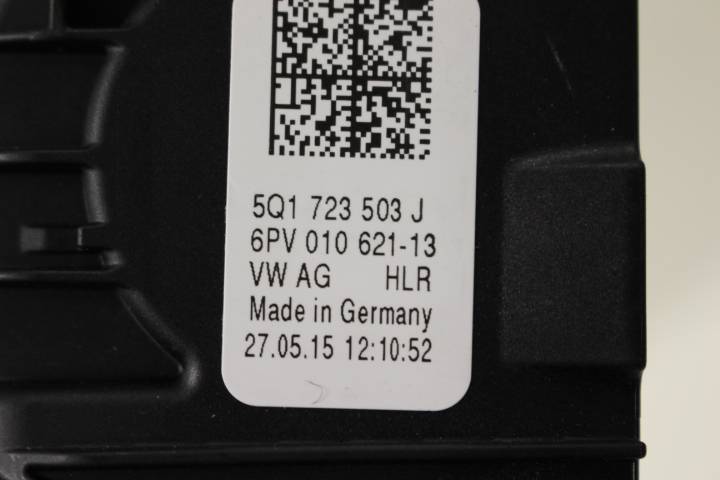 5Q1 723 503 J
6PV 010 621-13
VW AG HLR
Made in Germany
27.05.15 12:10:52